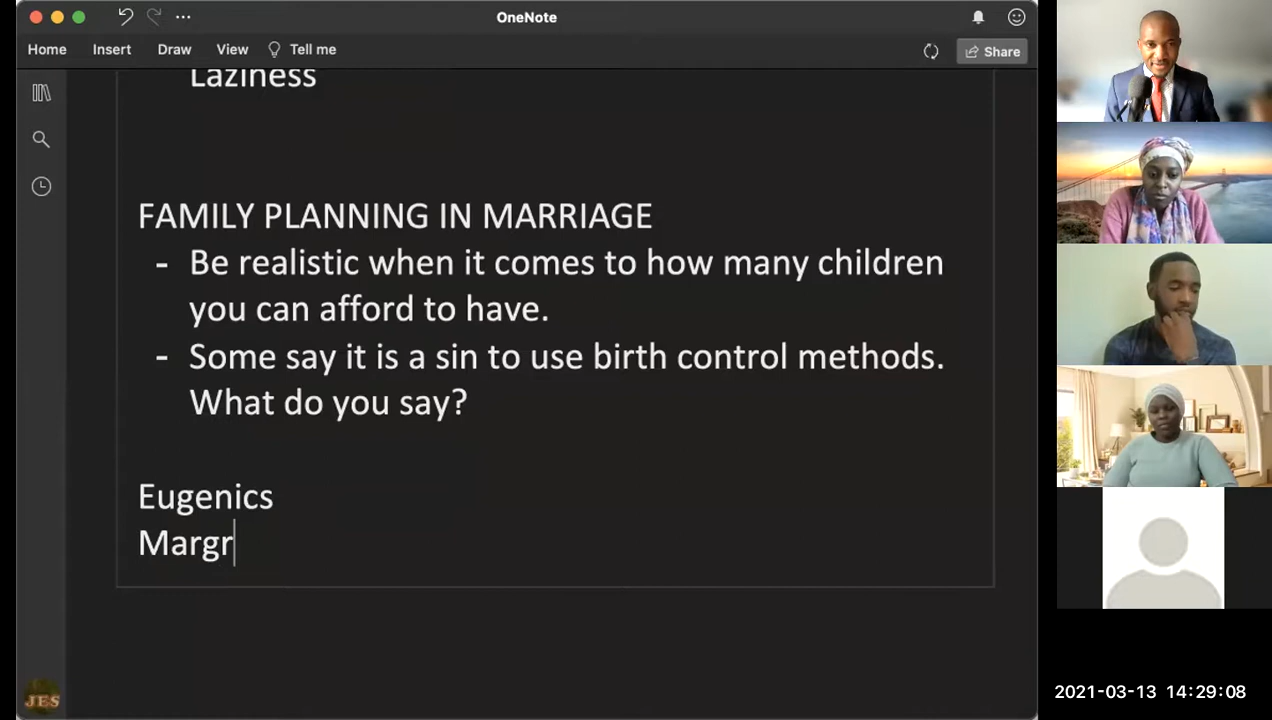 OneNote
Home Insert Draw View Tell me Share
Laziness
FAMILY PLANNING IN MARRIAGE
- Be realistic when it comes to how many children
you can afford to have.
- Some say it is a sin to use birth control methods.
What do you say?
Eugenics
Margr
JES
2021-03-13 14:29:08